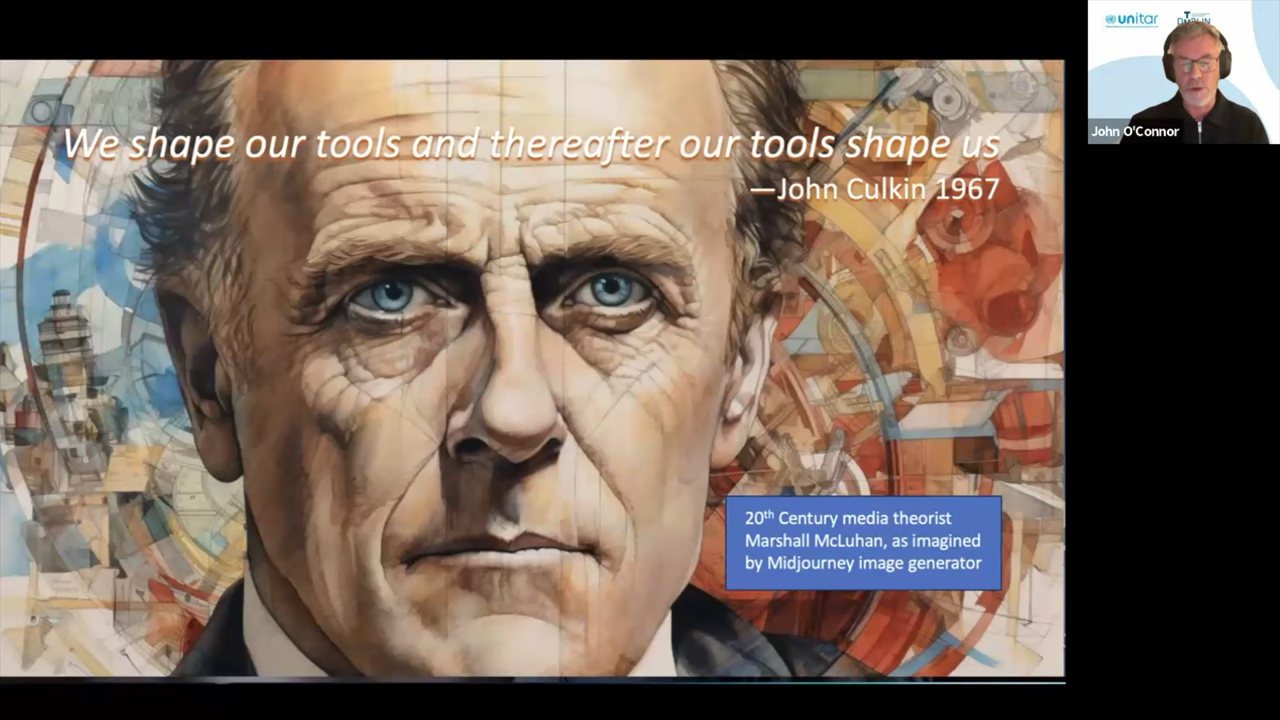 We shape our tools and thereafter our tools shape us
—John Culkin 1967
20th Century media theorist
Marshall McLuhan, as imagined
by Midjourney image generator
unitar
John O'Connor